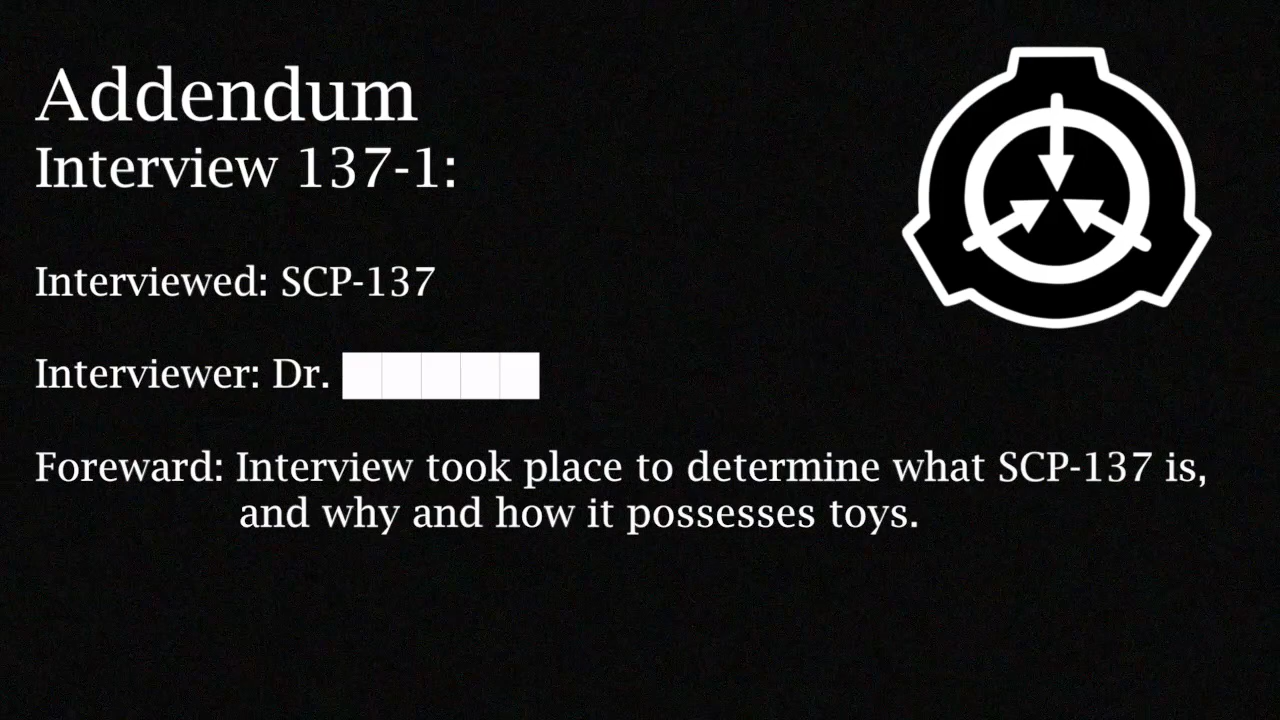 Addendum
Interview 137-1:
Interviewed: SCP-137
Interviewer: Dr. █████
Foreward: Interview took place to determine what SCP-137 is,
and why and how it possesses toys.